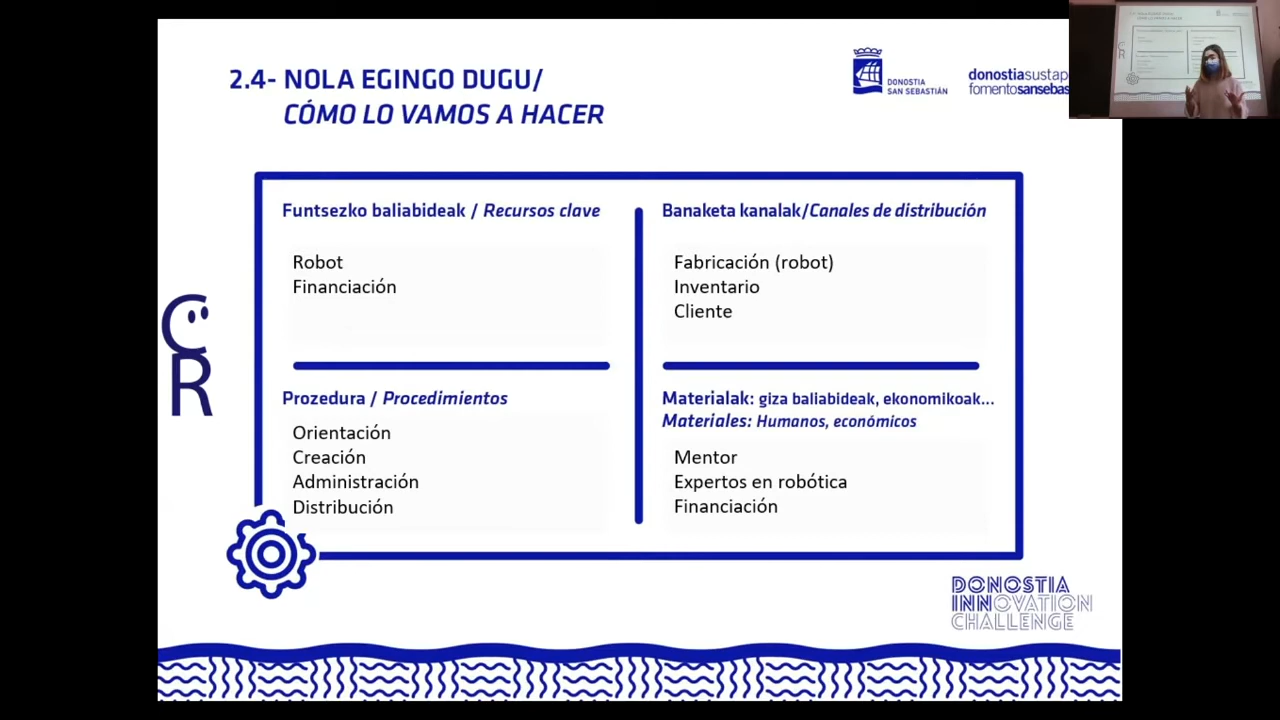 2.4- NOLA EGINGO DUGU/
CÓMO LO VAMOS A HACER
DONOSTIA
SAN SEBASTIÁN
donostiasustap
fomentosansebas
Funtsezko baliabideak / Recursos clave
Robot
Financiación
Banaketa kanalak/Canales de distribución
Fabricación (robot)
Inventario
Cliente
CR
Prozedura / Procedimientos
Orientación
Creación
Administración
Distribución
Materialak: giza baliabideak, ekonomikoak...
Materiales: Humanos, económicos
Mentor
Expertos en robótica
Financiación
DONOSTIA
INNOVATION
CHALLENGE